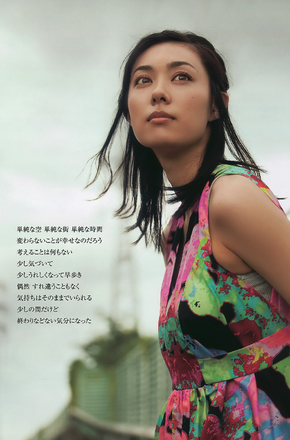 単純な空 単純な街 単純な時間
変わらないことが幸せなのだろう
考えることは何もない
少し気づいて
少しうれしくなって早歩き
偶然 すれ違うこともなく
気持ちはそのままでいられる
少しの間だけど
終わりなどない気分になった